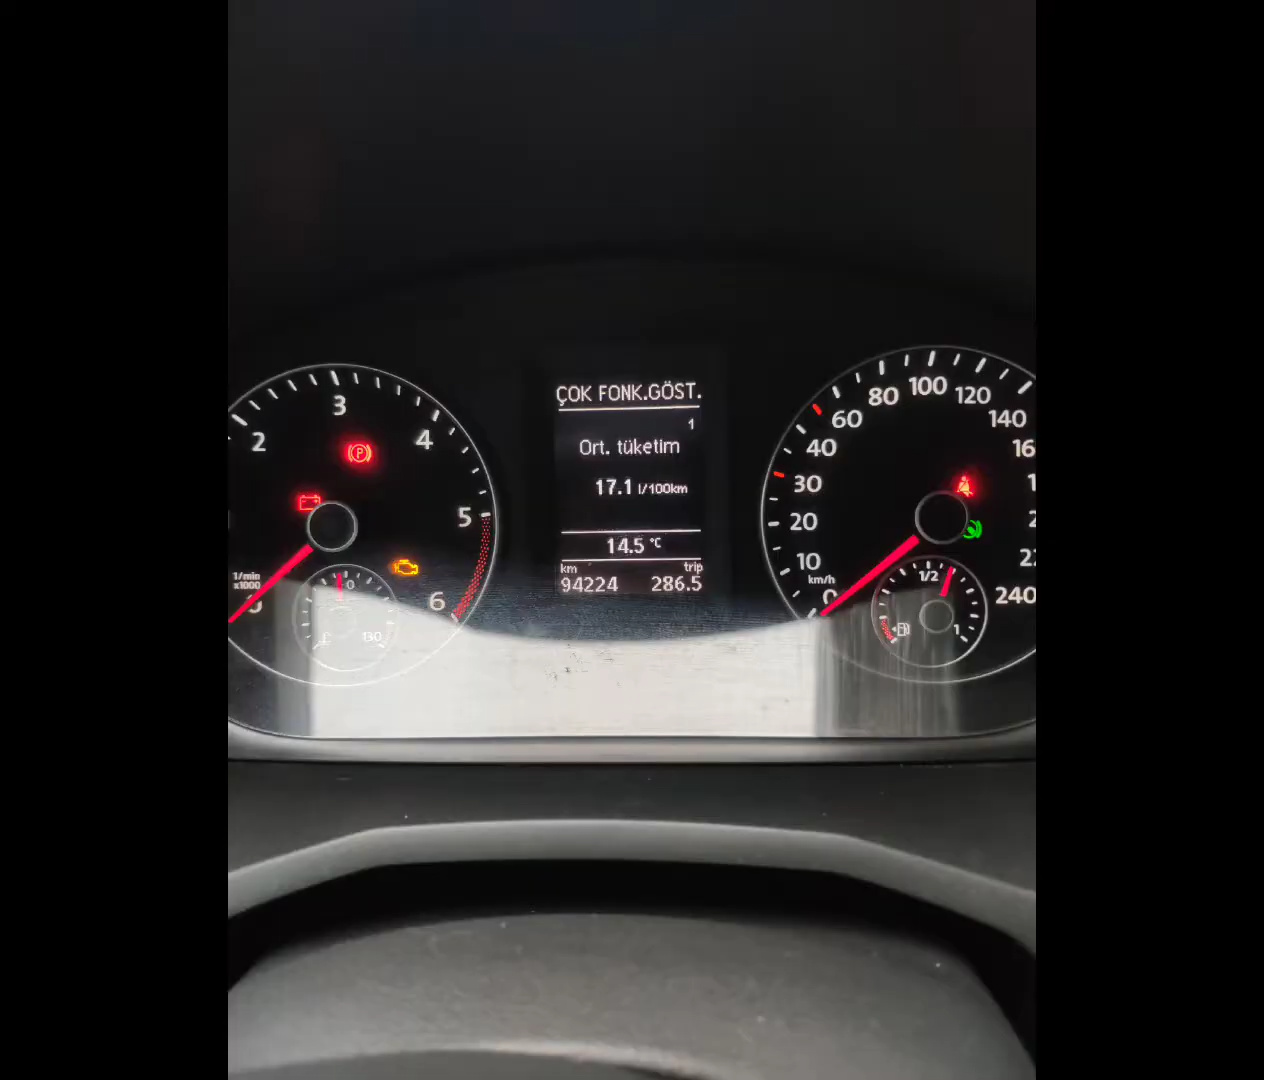 ÇOK FONK.GÖST.
1
Ort. tüketim
17.1 l/100km
14.5 °C
km trip
94224 286.5
1/min
x1000
2
3
4
5
6
130
km/h
0
10
20
30
40
60
80
100
120
140
240
1/2
1